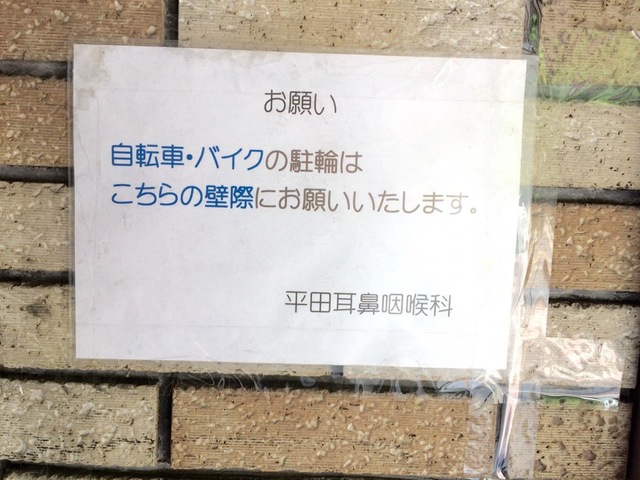 お願い
自転車・バイクの駐輪は
こちらの壁際にお願いいたします。
平田耳鼻咽喉科